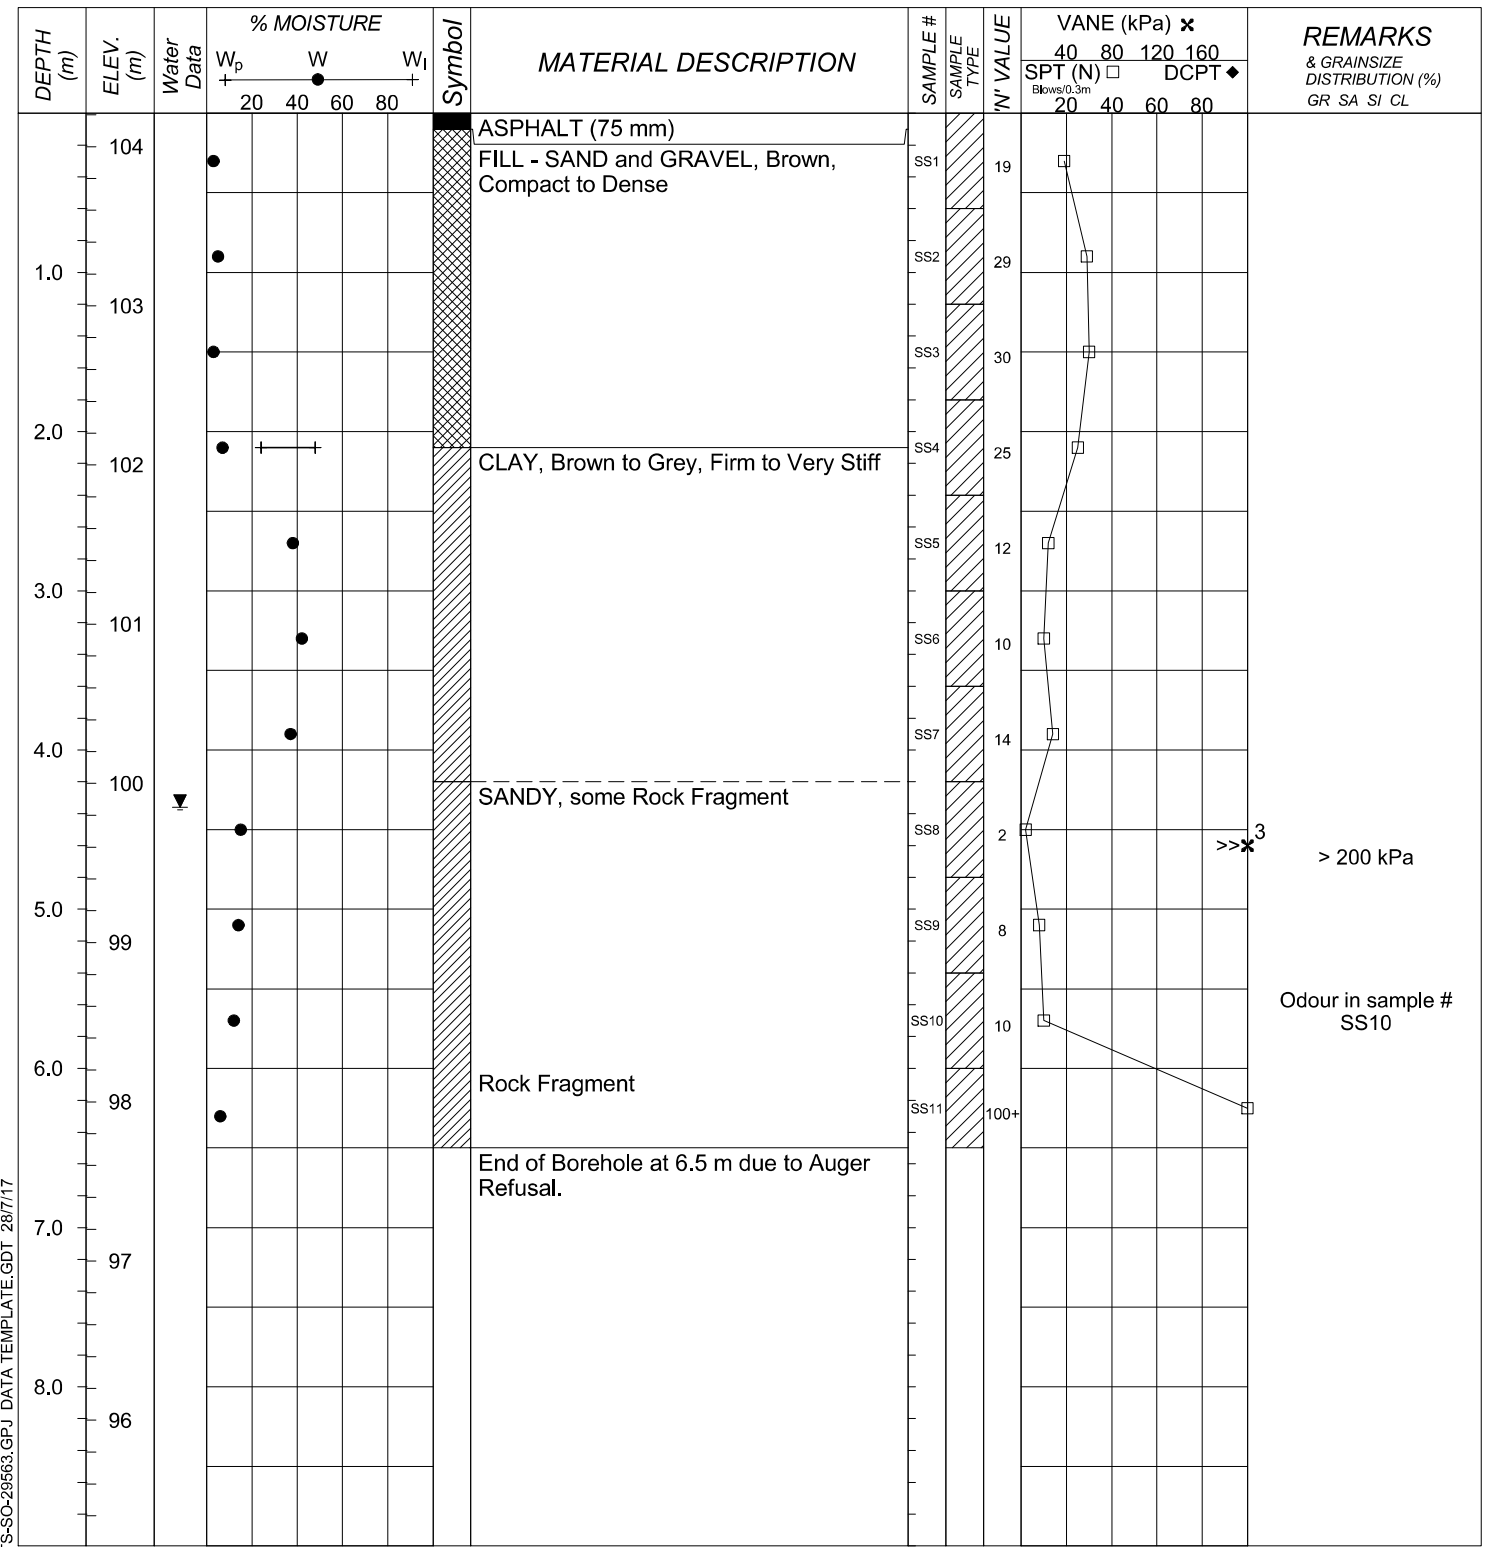 DEPTH
(m)
ELEV.
(m)
Water
Data
% MOISTURE
Wp W Wl
20 40 60 80
Symbol
MATERIAL DESCRIPTION
SAMPLE #
SAMPLE
TYPE
'N' VALUE
VANE (kPa) ✖
40 80 120 160
SPT (N) □ DCPT ◆
Blows/0.3m
20 40 60 80
REMARKS
& GRAINSIZE
DISTRIBUTION (%)
GR SA SI CL
ASPHALT (75 mm)
104
FILL - SAND and GRAVEL, Brown,
Compact to Dense
SS1
19
SS2
29
1.0
103
SS3
30
2.0
SS4
25
102
CLAY, Brown to Grey, Firm to Very Stiff
SS5
12
3.0
101
SS6
10
SS7
14
4.0
100
SANDY, some Rock Fragment
SS8
2
3
>>✖
> 200 kPa
5.0
SS9
8
99
Odour in sample #
SS10
SS10
10
6.0
Rock Fragment
98
SS11
100+
End of Borehole at 6.5 m due to Auger
Refusal.
7.0
97
8.0
96
TS-SO-29563.GPJ DATA TEMPLATE.GDT 28/7/17